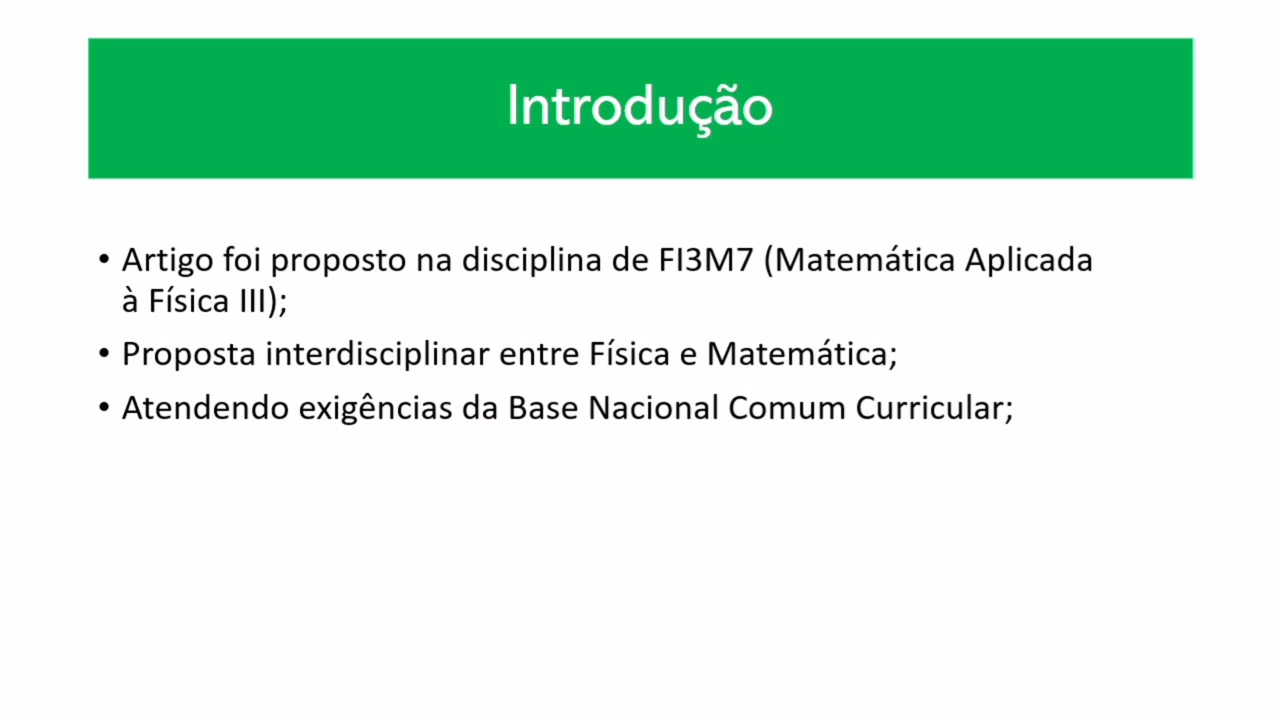 Introdução
• Artigo foi proposto na disciplina de FI3M7 (Matemática Aplicada
à Física III);
• Proposta interdisciplinar entre Física e Matemática;
• Atendendo exigências da Base Nacional Comum Curricular;